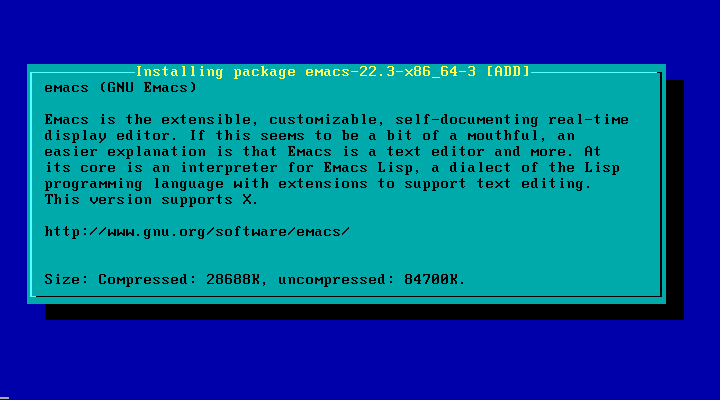 Installing package emacs-22.3-x86_64-3 [ADD]
emacs (GNU Emacs)
Emacs is the extensible, customizable, self-documenting real-time
display editor. If this seems to be a bit of a mouthful, an
easier explanation is that Emacs is a text editor and more. At
its core is an interpreter for Emacs Lisp, a dialect of the Lisp
programming language with extensions to support text editing.
This version supports X.
http://www.gnu.org/software/emacs/
Size: Compressed: 28688K, uncompressed: 84700K.